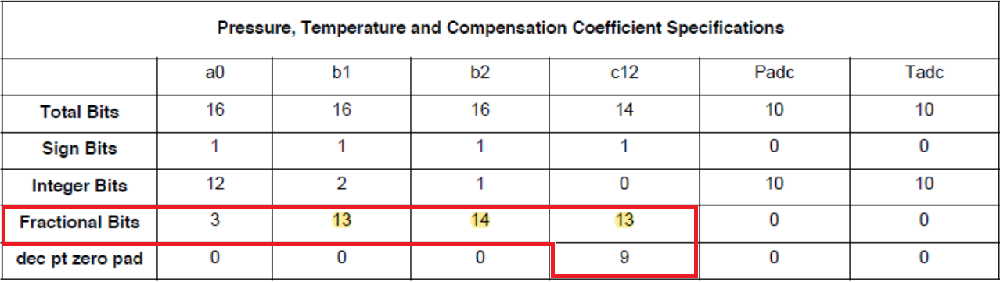 Pressure, Temperature and Compensation Coefficient Specifications
a0 b1 b2 c12 Padc Tadc
Total Bits 16 16 16 14 10 10
Sign Bits 1 1 1 1 0 0
Integer Bits 12 2 1 0 10 10
Fractional Bits 3 13 14 13 0 0
dec pt zero pad 0 0 0 9 0 0